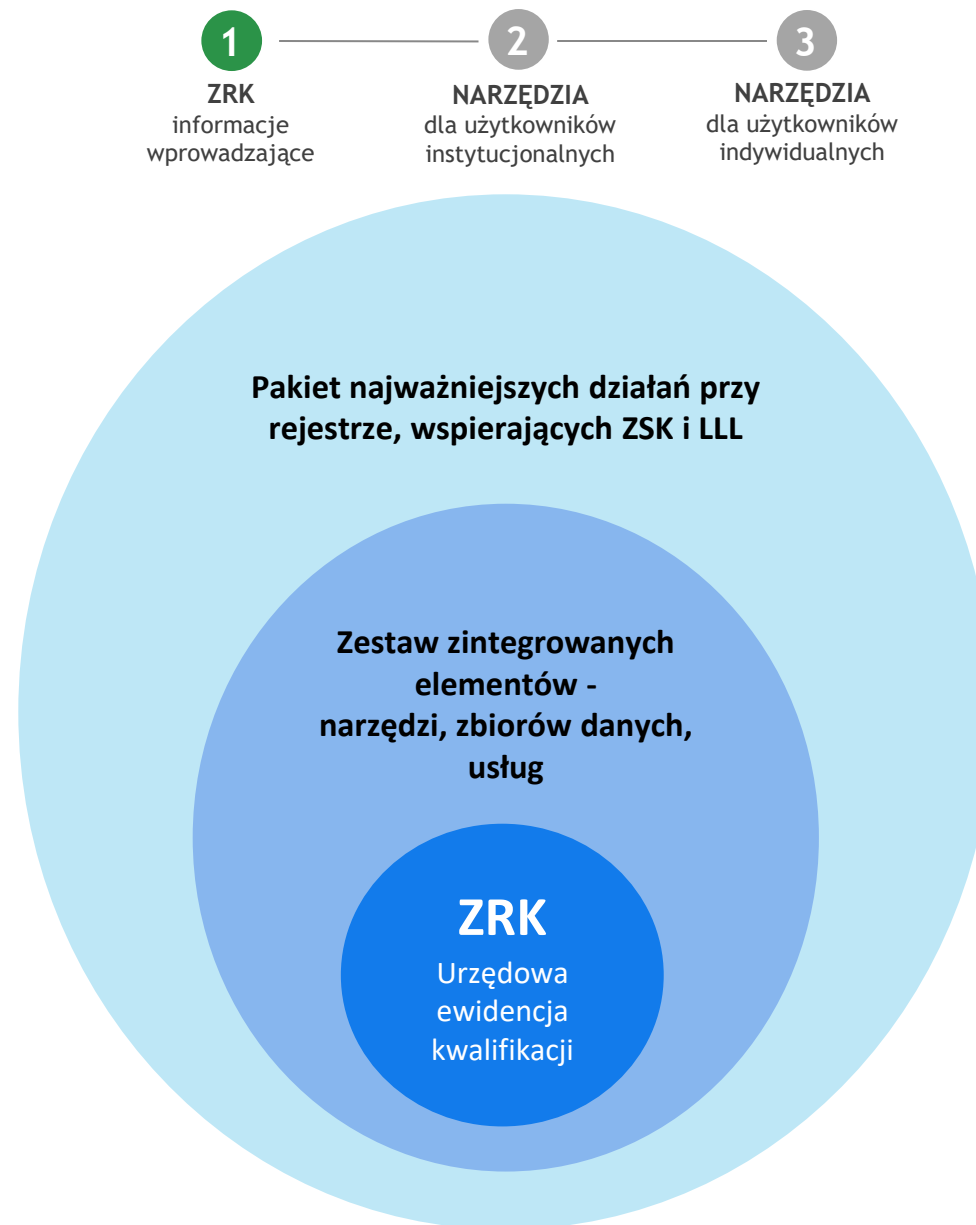 1
2
3
ZRK
informacje
wprowadzające
NARZĘDZIA
dla użytkowników
instytucjonalnych
NARZĘDZIA
dla użytkowników
indywidualnych
Pakiet najważniejszych działań przy
rejestrze, wspierających ZSK i LLL
Zestaw zintegrowanych
elementów -
narzędzi, zbiorów danych,
usług
ZRK
Urzędowa
ewidencja
kwalifikacji